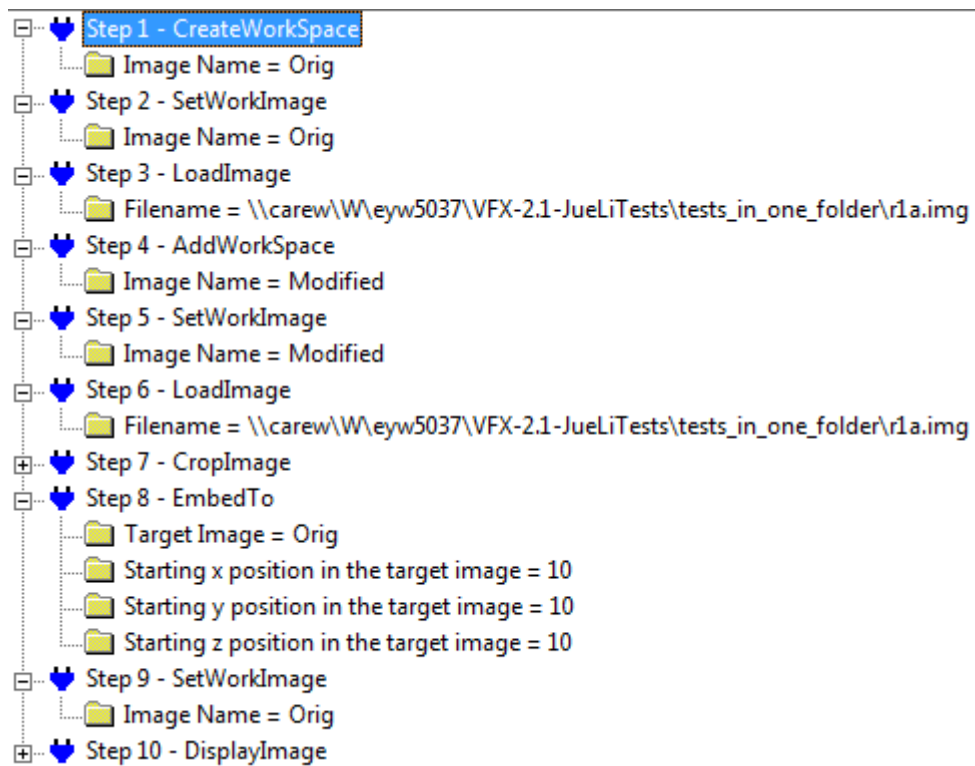 Step 1 - CreateWorkSpace
Image Name = Orig
Step 2 - SetWorkImage
Image Name = Orig
Step 3 - LoadImage
Filename = \\carew\W\eyw5037\VFX-2.1-JueLiTests\tests_in_one_folder\r1a.img
Step 4 - AddWorkSpace
Image Name = Modified
Step 5 - SetWorkImage
Image Name = Modified
Step 6 - LoadImage
Filename = \\carew\W\eyw5037\VFX-2.1-JueLiTests\tests_in_one_folder\r1a.img
Step 7 - CropImage
Step 8 - EmbedTo
Target Image = Orig
Starting x position in the target image = 10
Starting y position in the target image = 10
Starting z position in the target image = 10
Step 9 - SetWorkImage
Image Name = Orig
Step 10 - DisplayImage